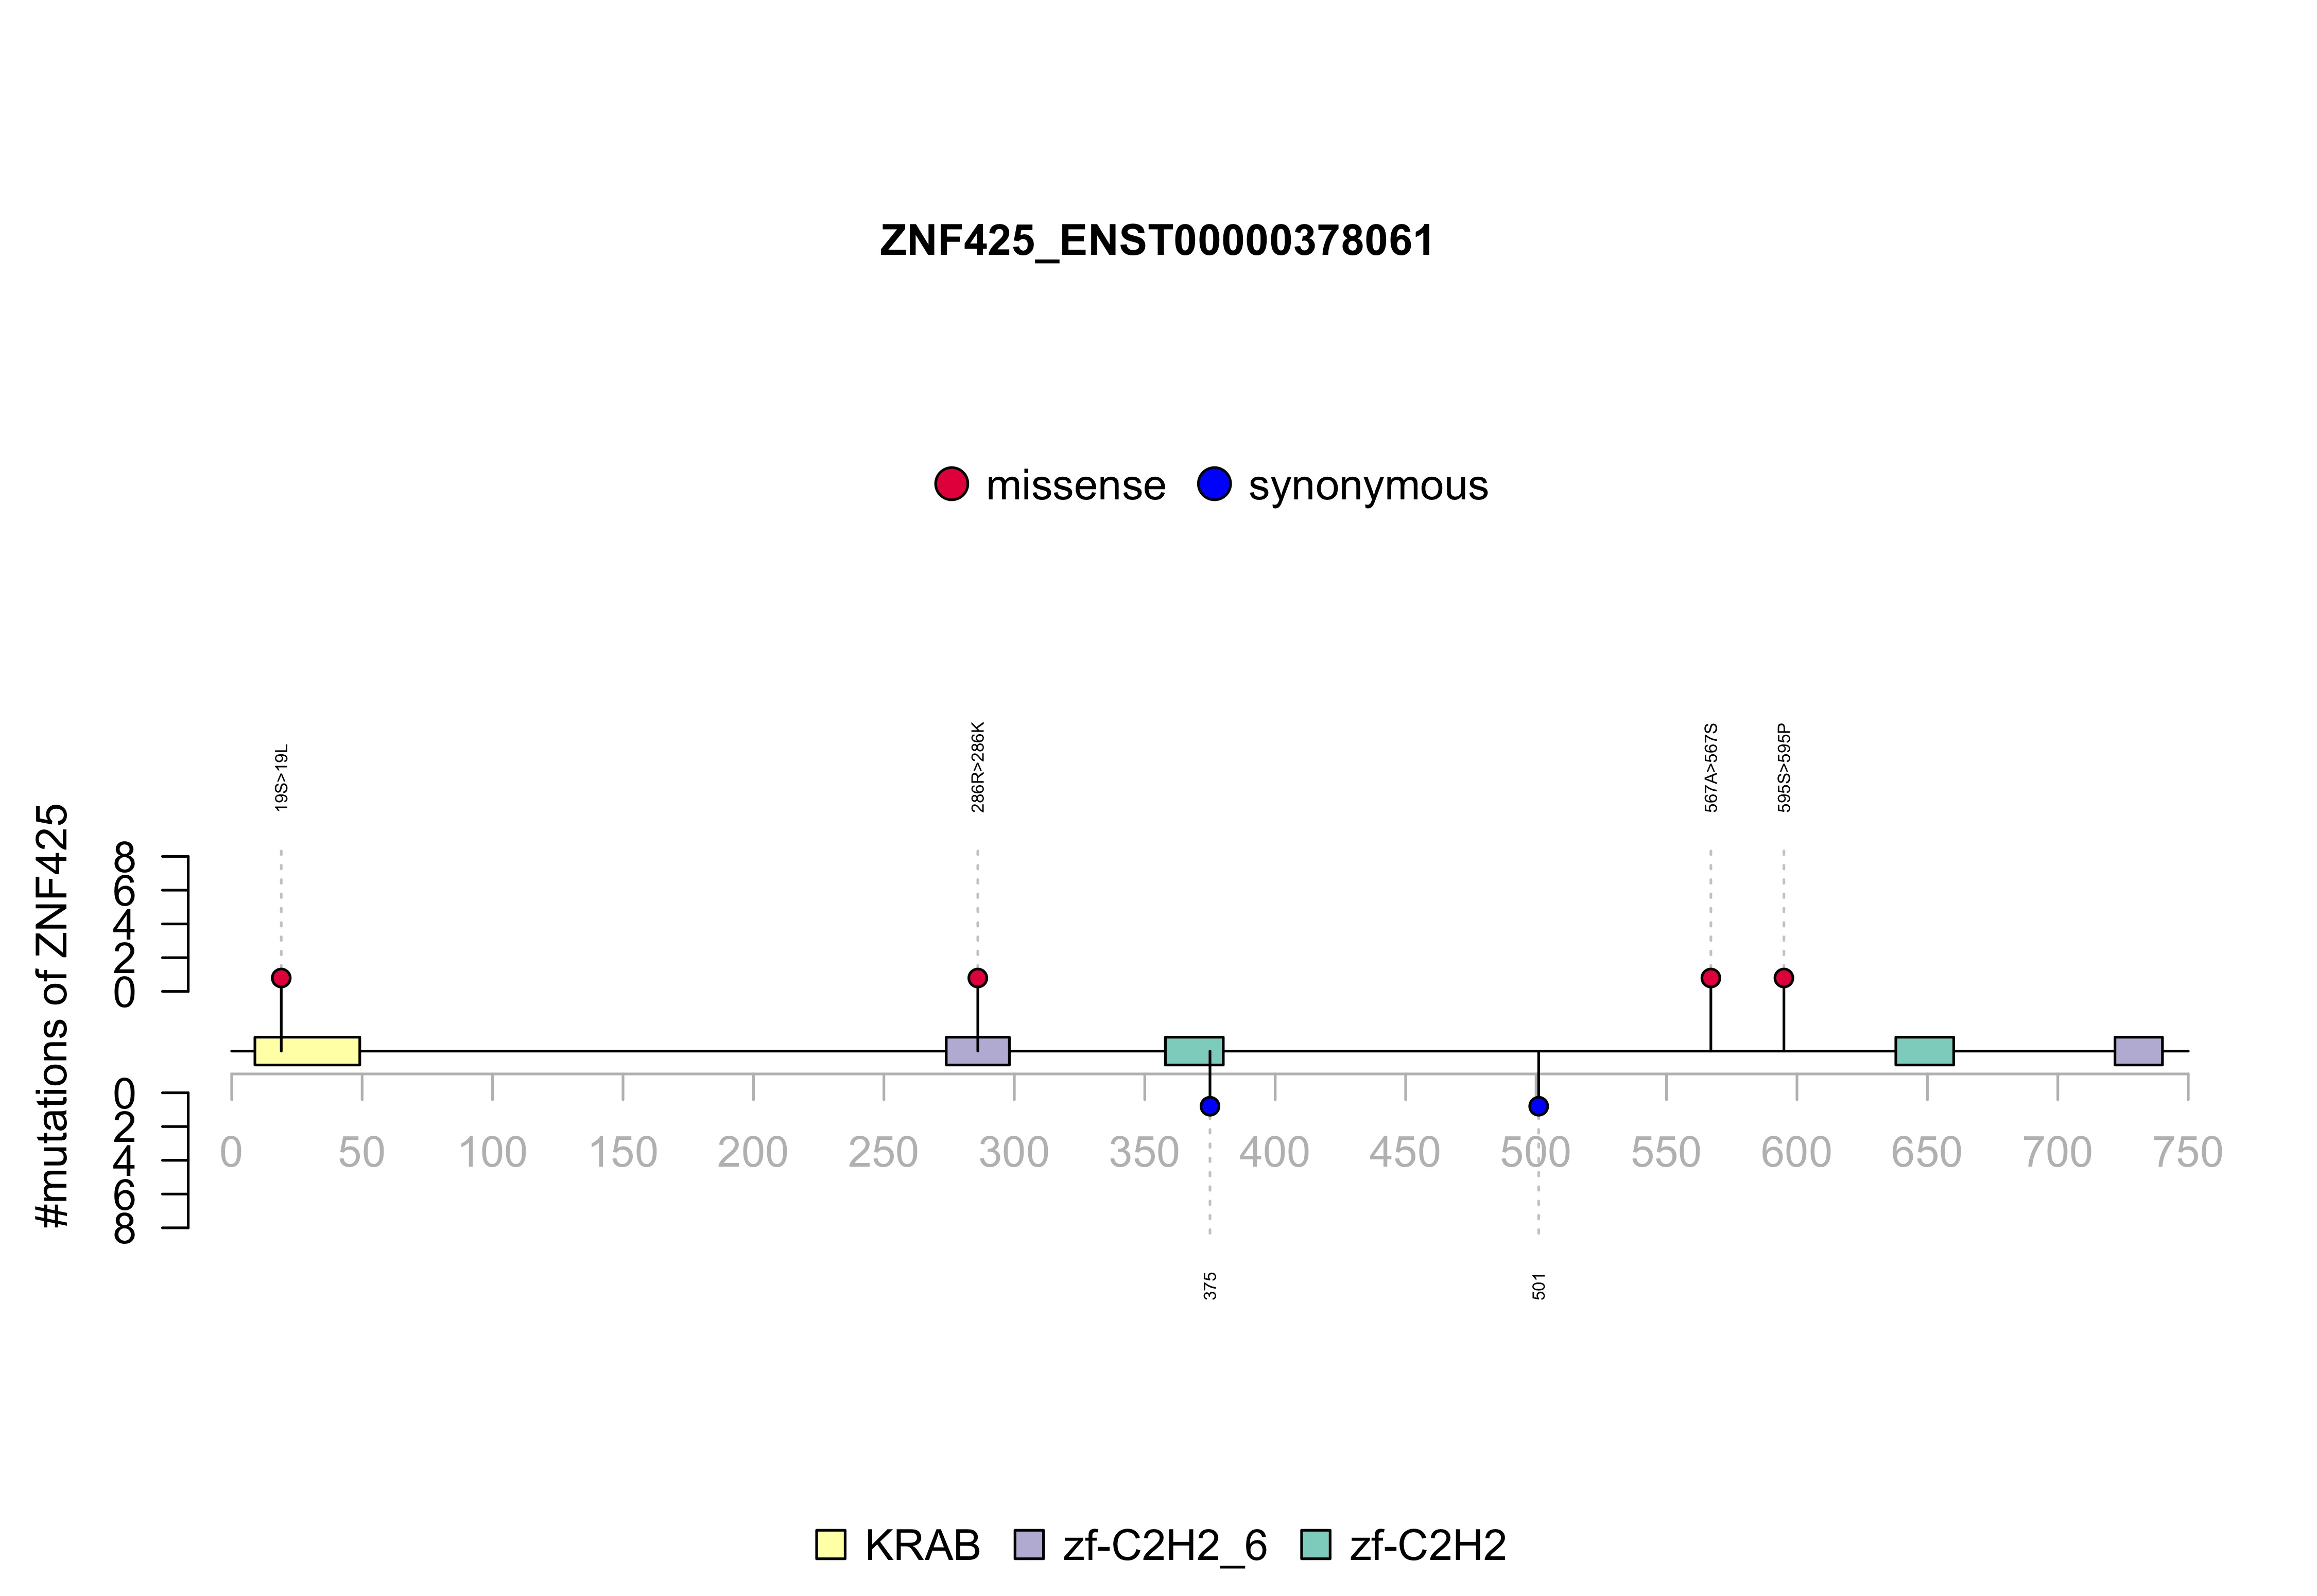 ZNF425_ENST00000378061
missense synonymous
19S>19L
286R>286K
567A>567S
595S>595P
#mutations of ZNF425
8
6
4
2
0
0
2
4
6
8
0 50 100 150 200 250 300 350 400 450 500 550 600 650 700 750
375
501
KRAB zf-C2H2_6 zf-C2H2